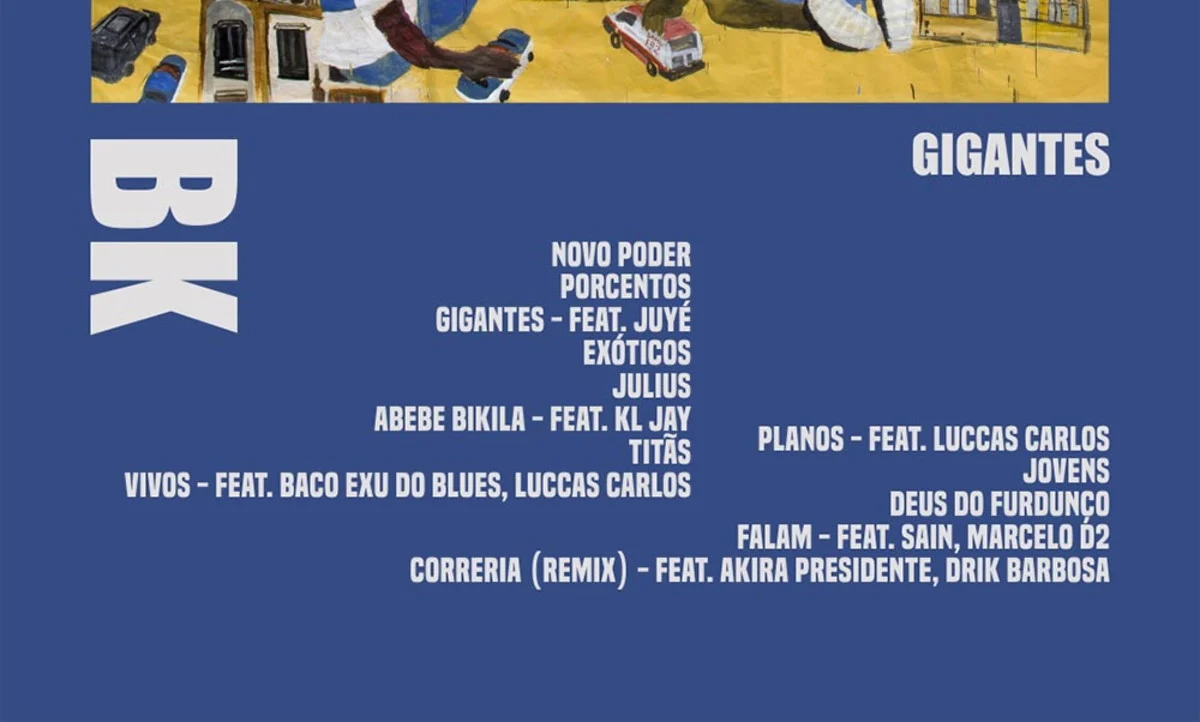 BK
GIGANTES
NOVO PODER
PORCENTOS
GIGANTES - FEAT. JUYÉ
EXÓTICOS
JULIUS
ABEBE BIKILA - FEAT. KL JAY
TITÃS
VIVOS - FEAT. BACO EXU DO BLUES, LUCCAS CARLOS
PLANOS - FEAT. LUCCAS CARLOS
JOVENS
DEUS DO FURDUNÇO
FALAM - FEAT. SAIN, MARCELO D2
CORRERIA (REMIX) - FEAT. AKIRA PRESIDENTE, DRIK BARBOSA
192